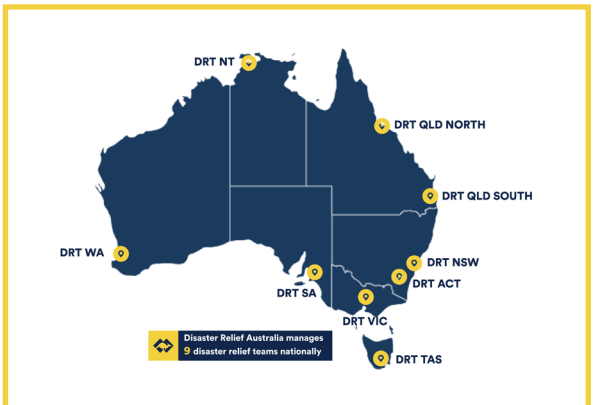 DRT NT
DRT QLD NORTH
DRT QLD SOUTH
DRT WA
DRT NSW
DRT ACT
DRT SA
DRT VIC
Disaster Relief Australia manages
9 disaster relief teams nationally
DRT TAS